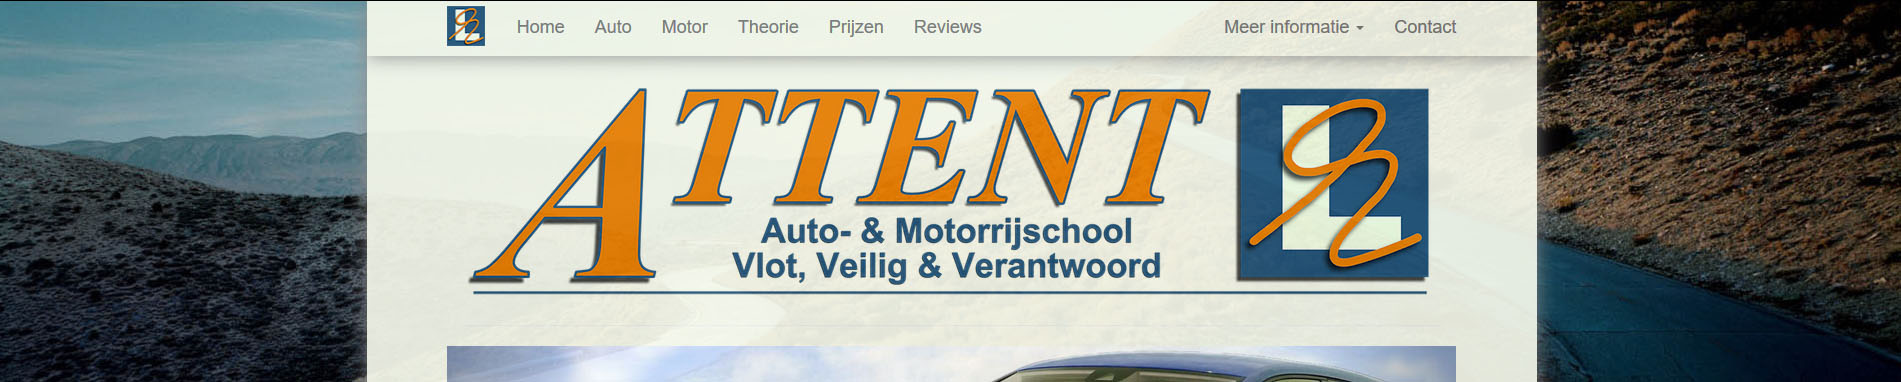 Home Auto Motor Theorie Prijzen Reviews Meer informatie Contact
ATTENT
L
Auto- & Motorrijschool
Vlot, Veilig & Verantwoord